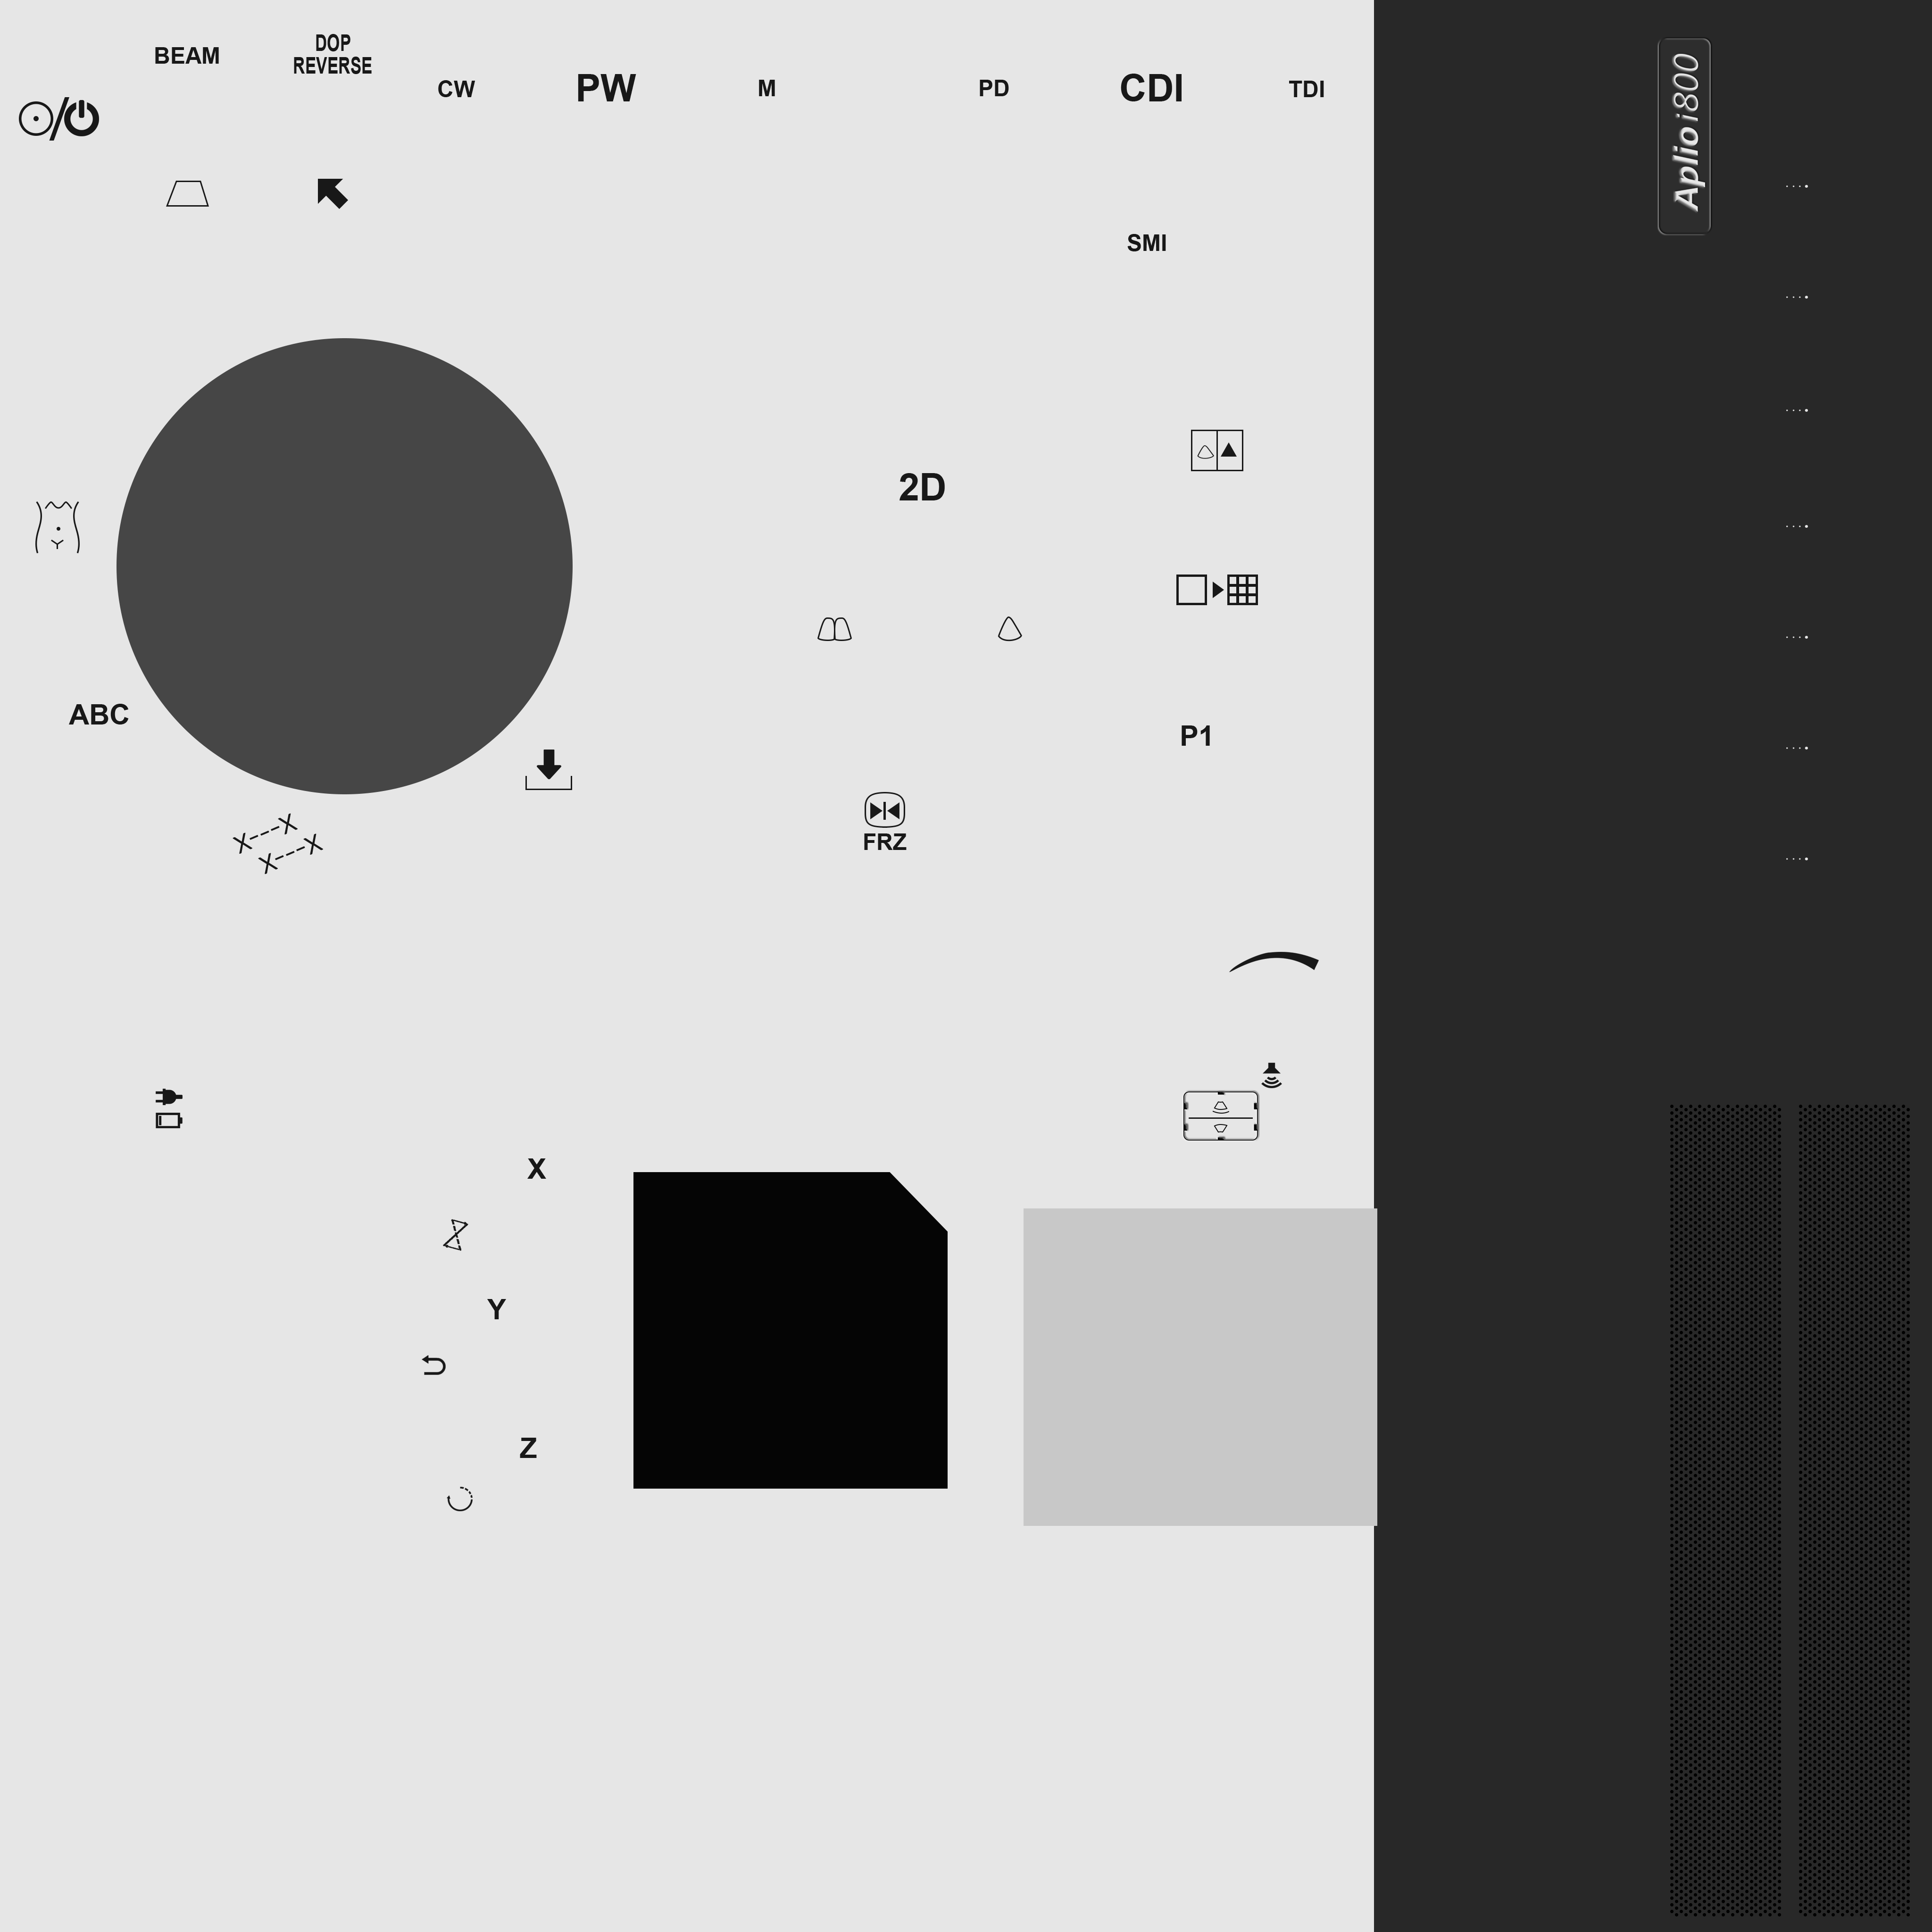 BEAM
DOP
REVERSE
CW
PW
M
PD
CDI
TDI
Aplio i800
SMI
2D
ABC
P1
FRZ
X
Y
Z